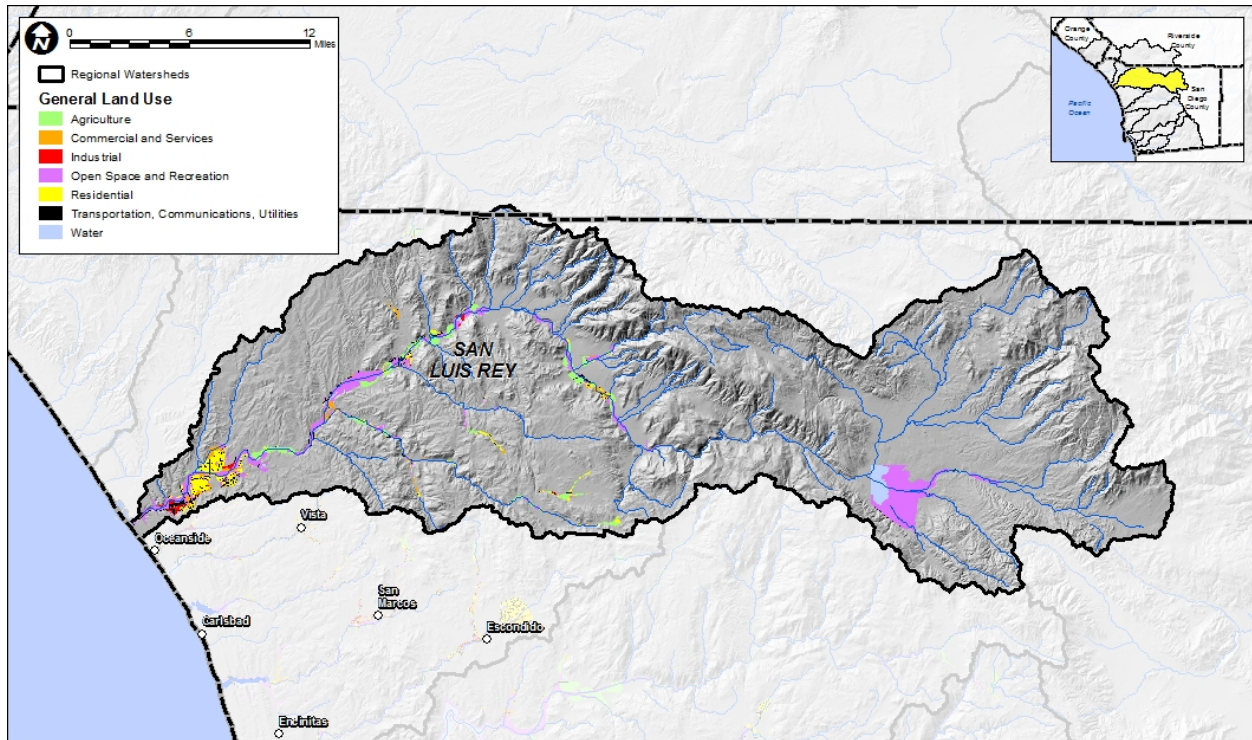 N
0 6 12
Miles
Regional Watersheds
General Land Use
Agriculture
Commercial and Services
Industrial
Open Space and Recreation
Residential
Transportation, Communications, Utilities
Water
Orange
County
Riverside
County
San
Diego
County
Pacific
Ocean
SAN
LUIS REY
Vista
Oceanside
San
Marcos
Carlsbad
Escondido
Encinitas